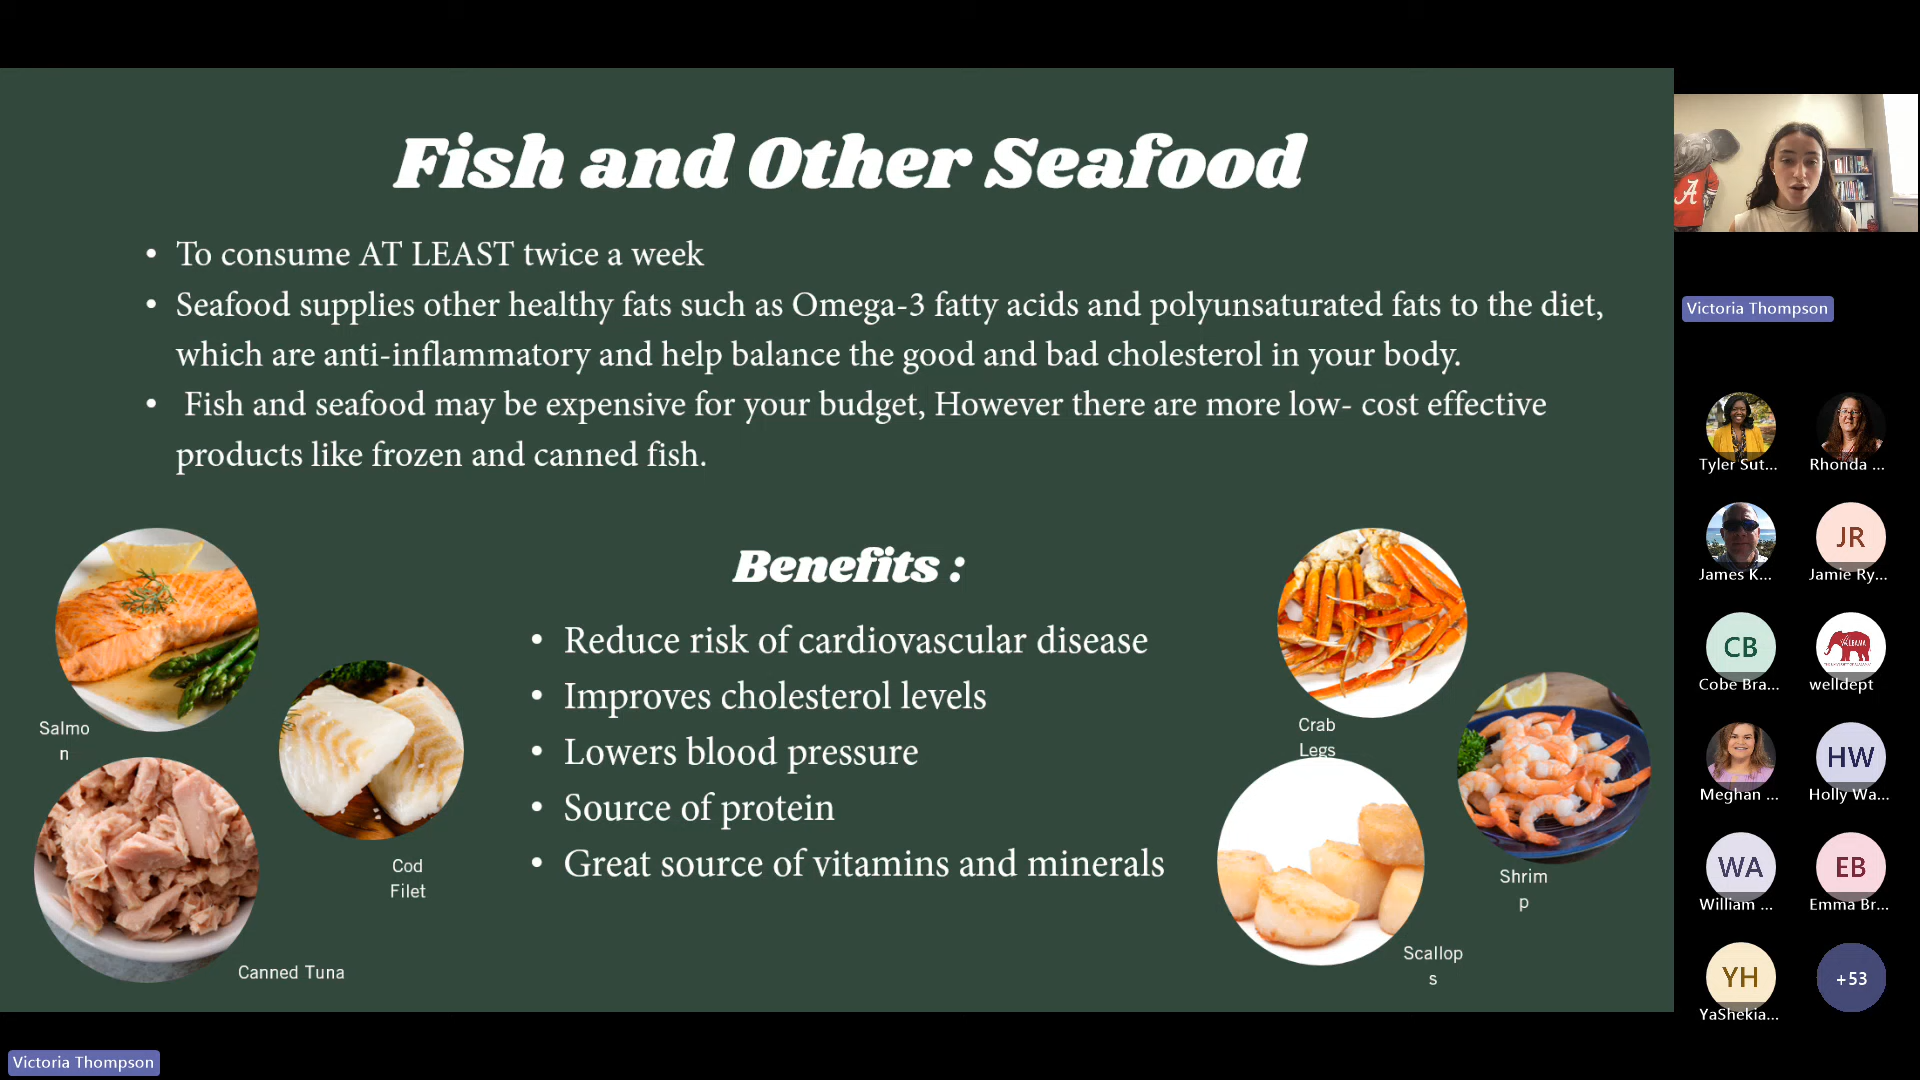 Fish and Other Seafood
• To consume AT LEAST twice a week
• Seafood supplies other healthy fats such as Omega-3 fatty acids and polyunsaturated fats to the diet,
which are anti-inflammatory and help balance the good and bad cholesterol in your body.
• Fish and seafood may be expensive for your budget, However there are more low- cost effective
products like frozen and canned fish.
Benefits :
• Reduce risk of cardiovascular disease
• Improves cholesterol levels
• Lowers blood pressure
• Source of protein
• Great source of vitamins and minerals
Salmo
n
Cod
Filet
Canned Tuna
Crab
Legs
Shrim
p
Scallop
s
A
Victoria Thompson
Tyler Sut...
Rhonda ...
James K...
JR
Jamie Ry...
CB
Cobe Bra...
welldept
Meghan ...
HW
Holly Wa...
WA
William ...
EB
Emma Br...
YH
YaShekia...
+53
Victoria Thompson